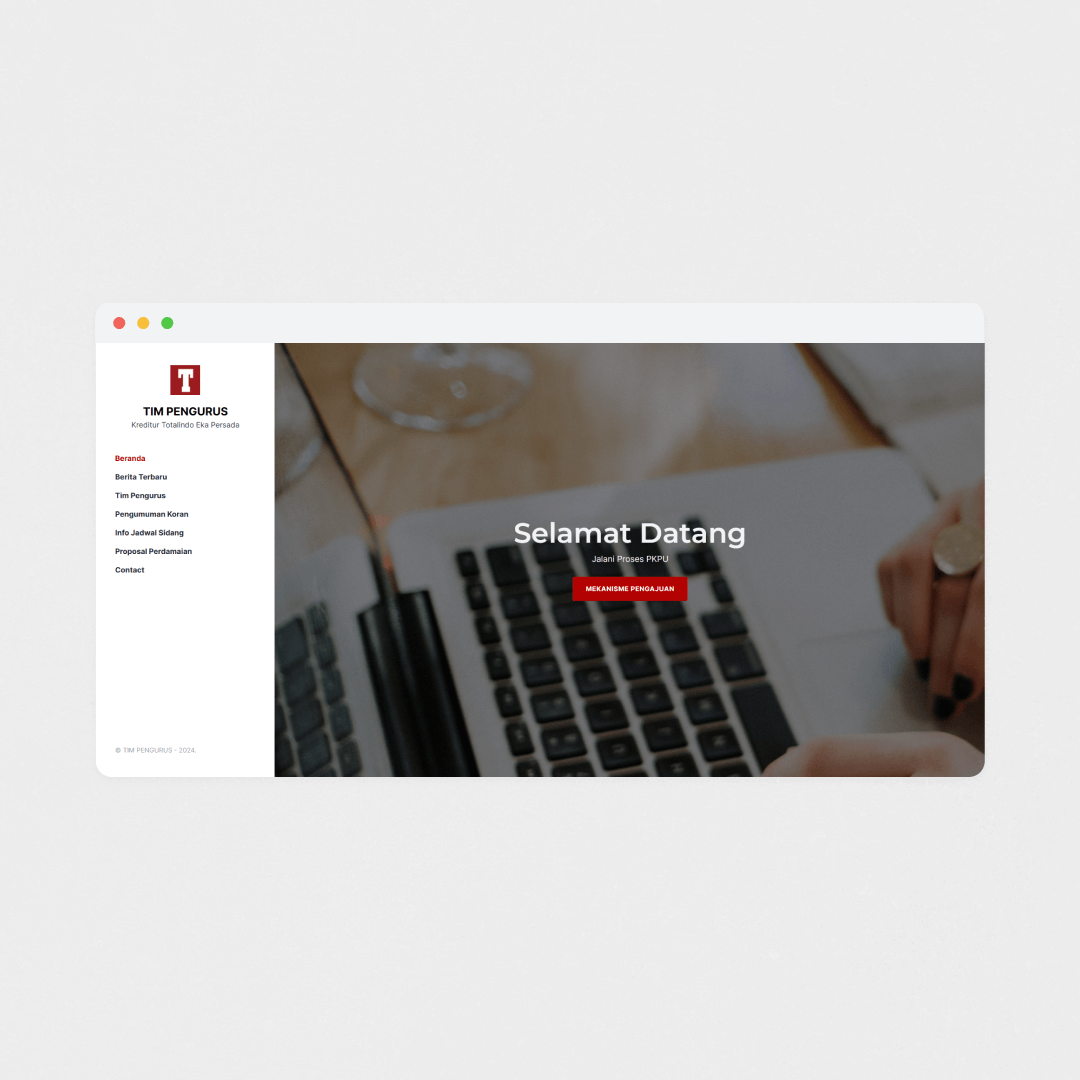 T
TIM PENGURUS
Kreditur Totalindo Eka Persada
Beranda
Berita Terbaru
Tim Pengurus
Pengumuman Koran
Info Jadwal Sidang
Proposal Perdamaian
Contact
© TIM PENGURUS - 2024.
Selamat Datang
Jalani Proses PKPU
MEKANISME PENGAJUAN